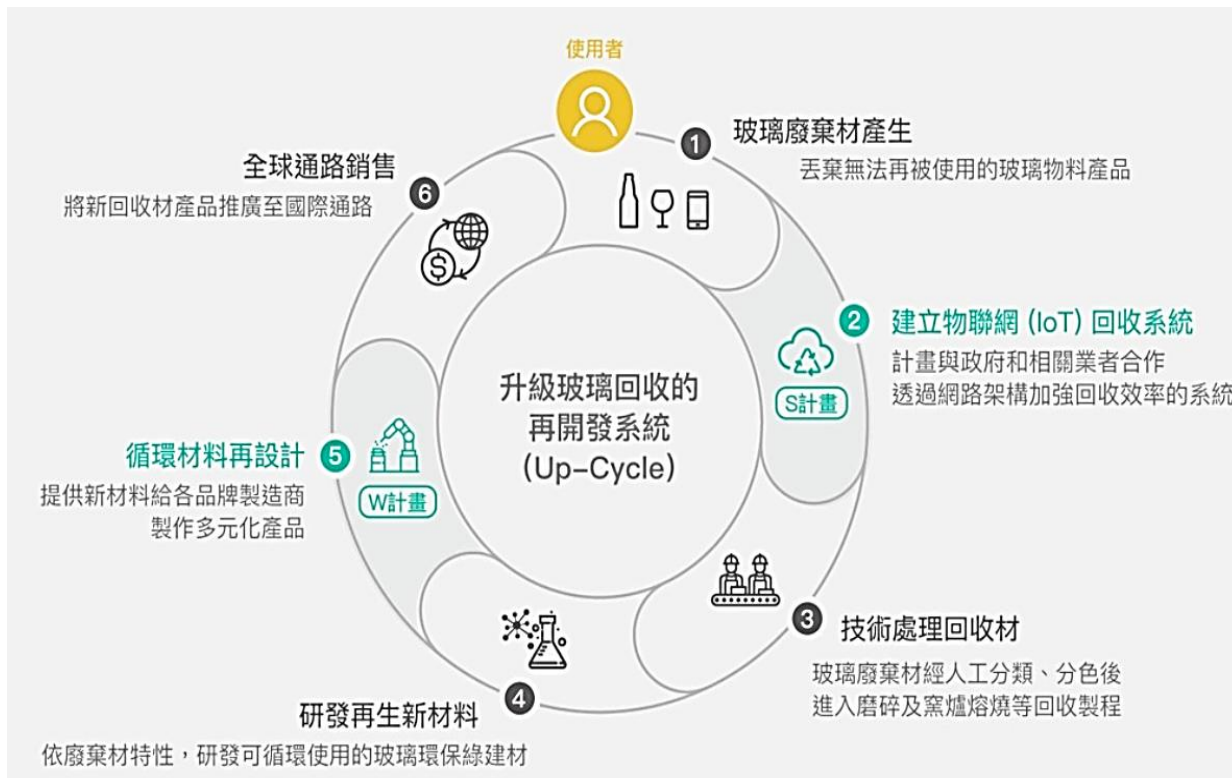 使用者
1
玻璃廢棄材產生
丟棄無法再被使用的玻璃物料產品
2
建立物聯網 (IoT) 回收系統
計畫與政府和相關業者合作
透過網路架構加強回收效率的系統
S計畫
3
技術處理回收材
玻璃廢棄材經人工分類、分色後
進入磨碎及窯爐熔燒等回收製程
4
研發再生新材料
依廢棄材特性，研發可循環使用的玻璃環保綠建材
5
循環材料再設計
提供新材料給各品牌製造商
製作多元化產品
W計畫
6
全球通路銷售
將新回收材產品推廣至國際通路
$
升級玻璃回收的
再開發系統
(Up-Cycle)